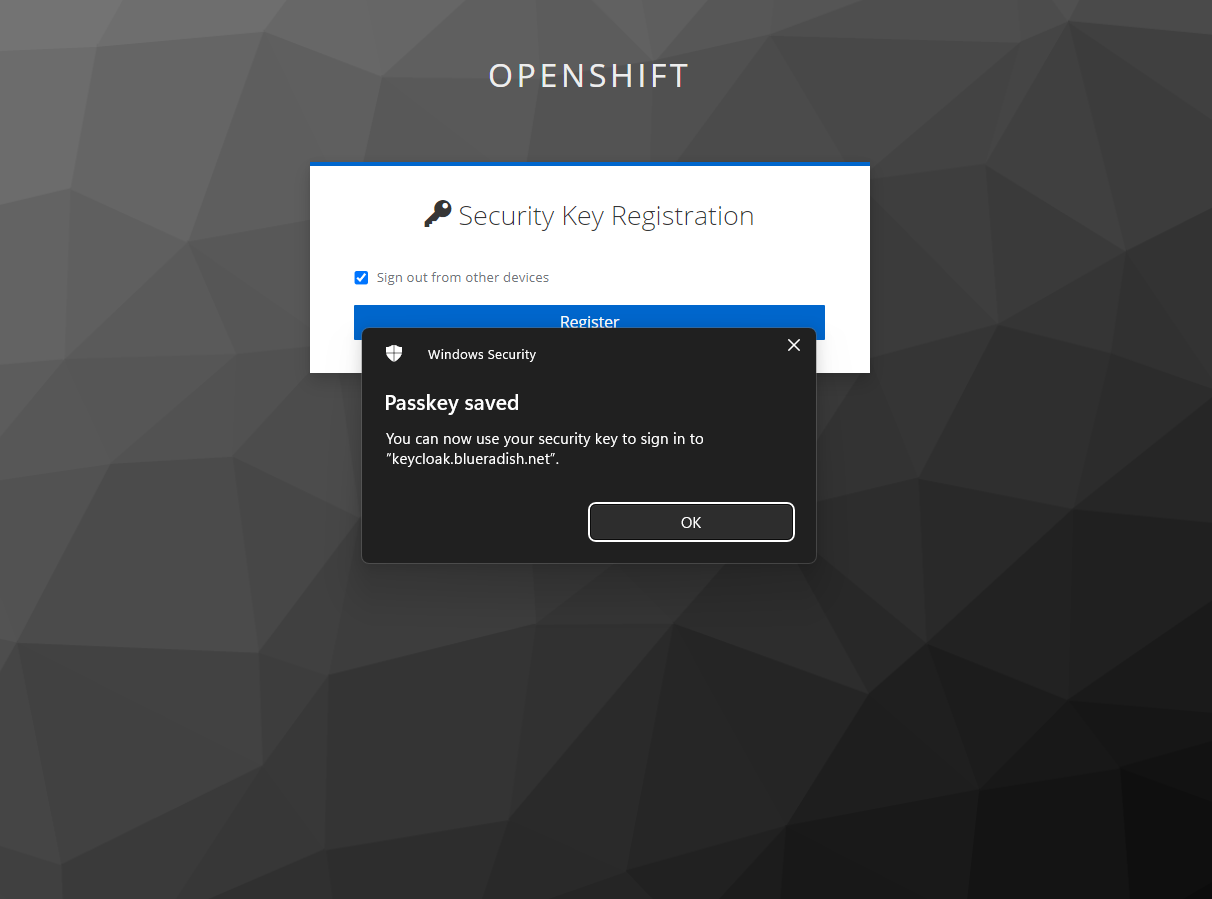 OPENSHIFT
Security Key Registration
Sign out from other devices
Register
Windows Security
Passkey saved
You can now use your security key to sign in to
“keycloak.blueradish.net”.
OK